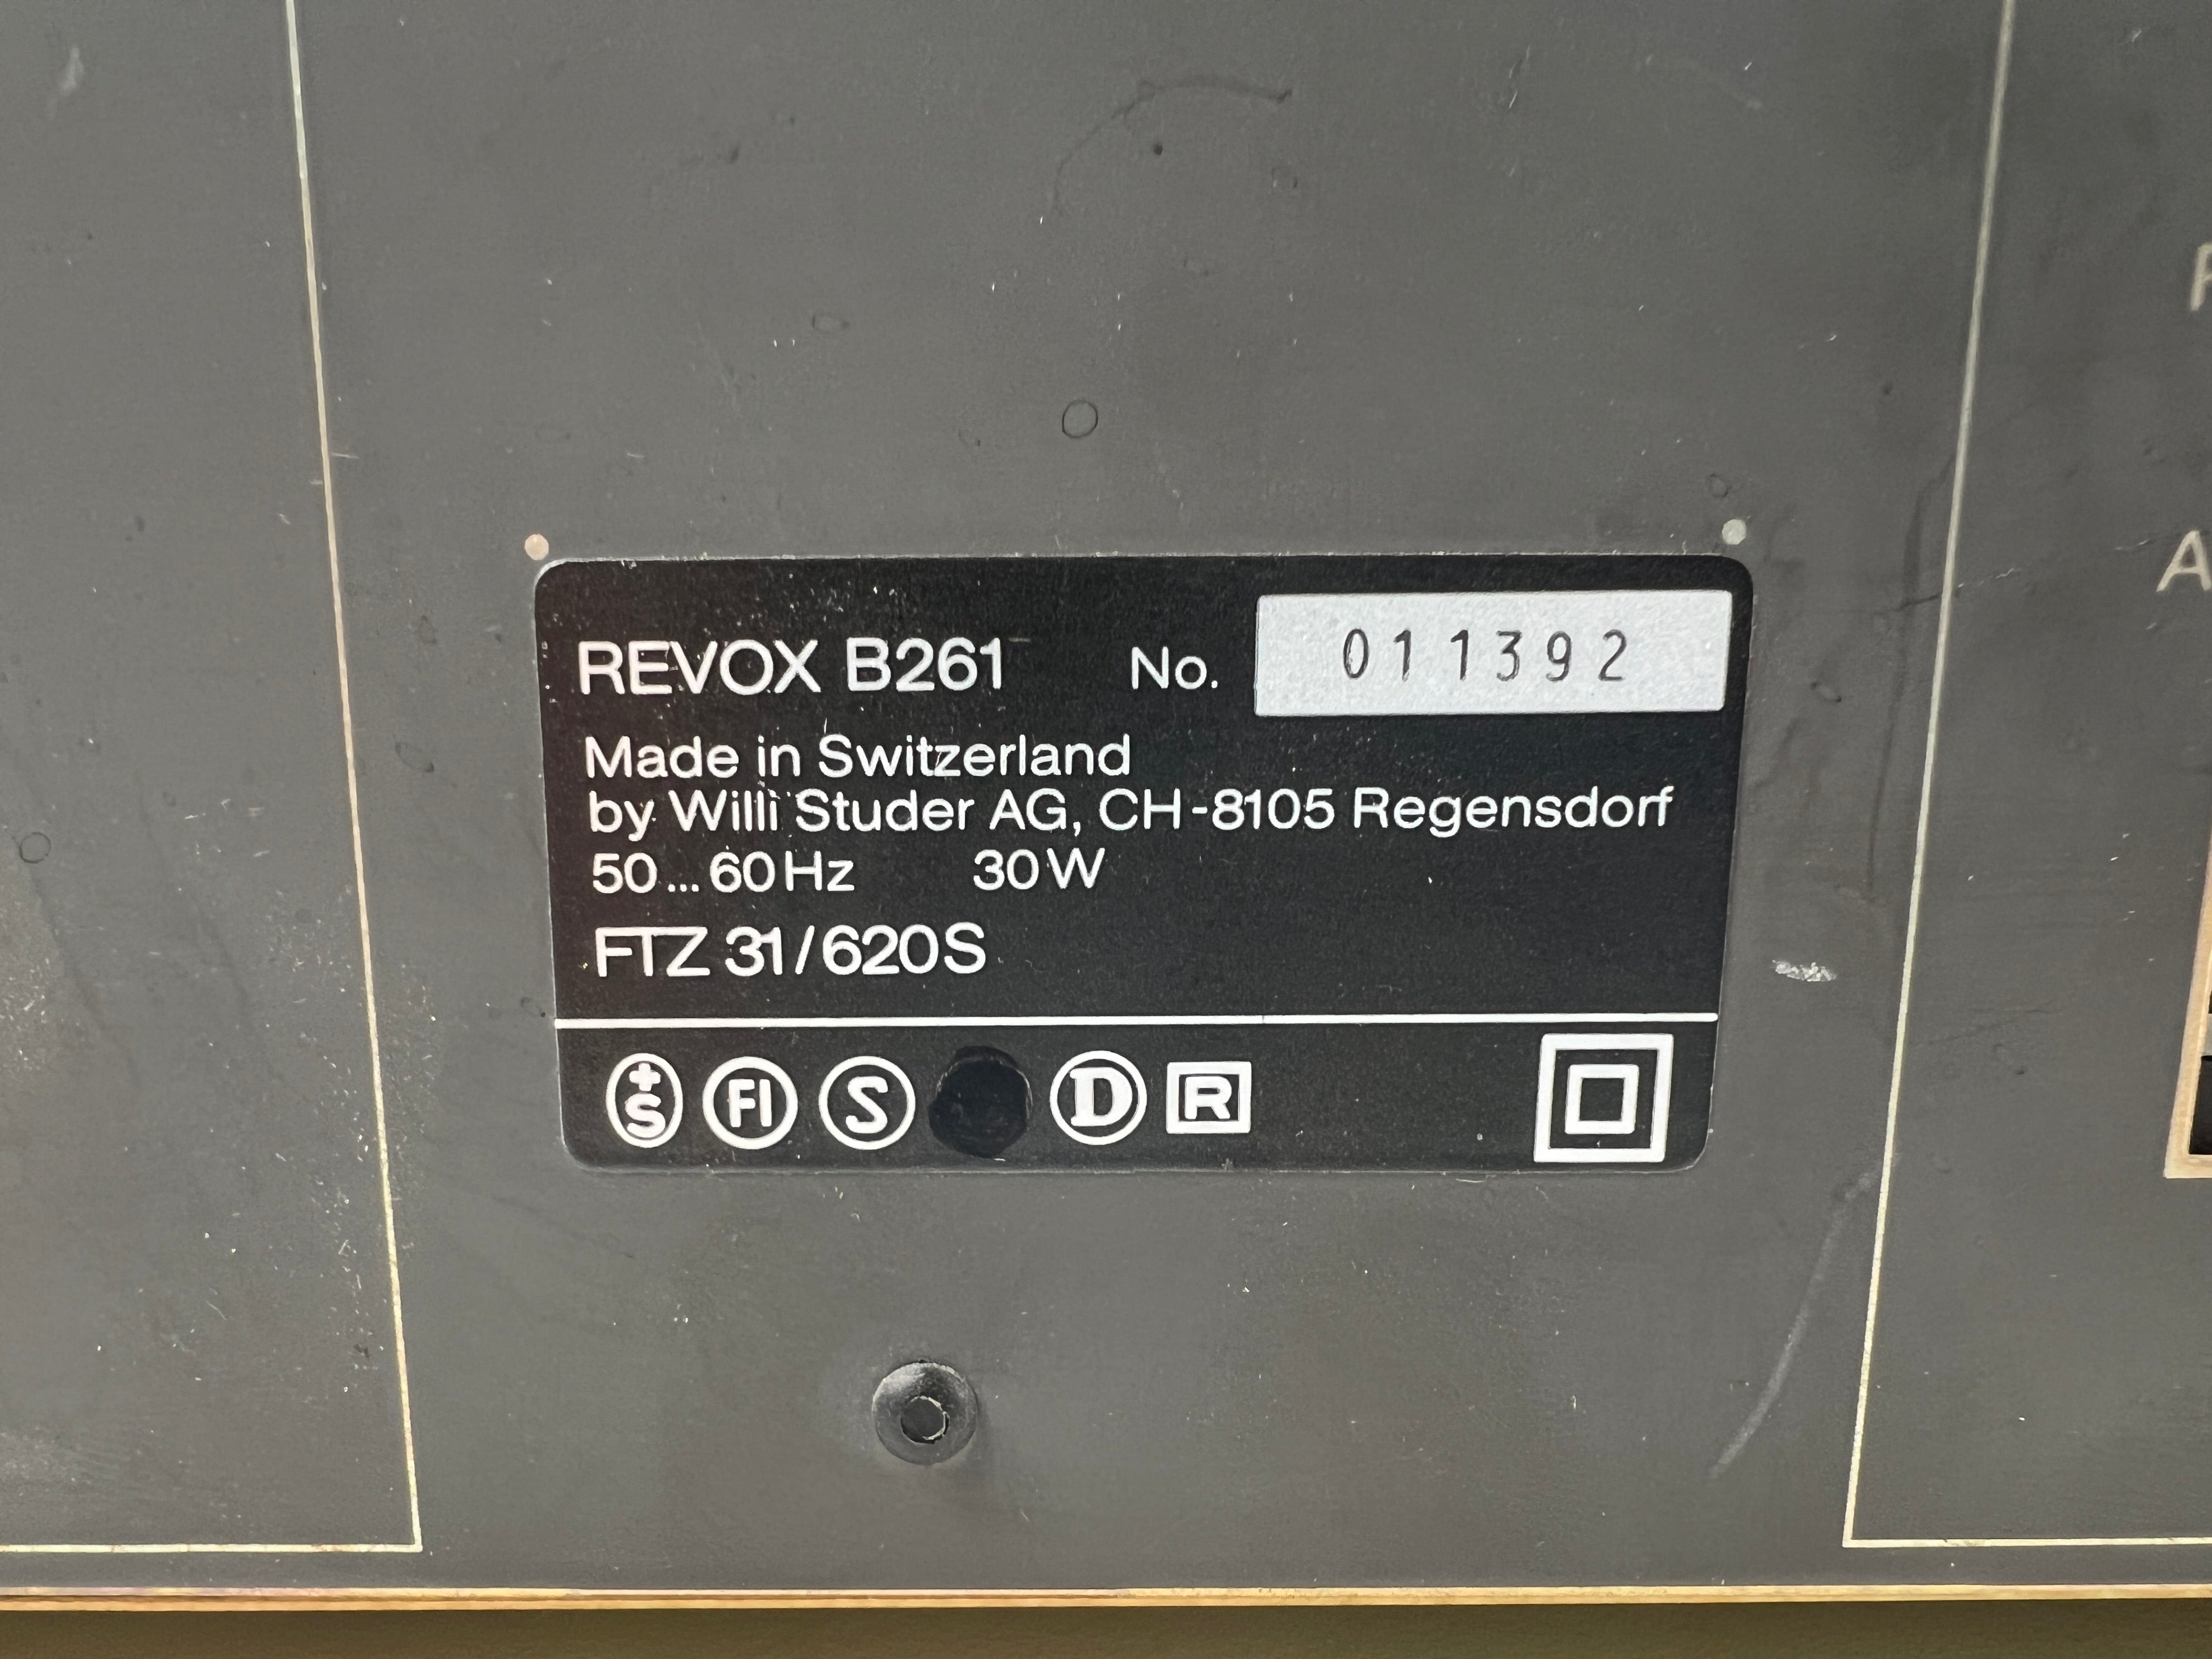 REVOX B261 No. 011392
Made in Switzerland
by Willi Studer AG, CH-8105 Regensdorf
50...60Hz 30W
FTZ 31/620S
+S FI S D R
A